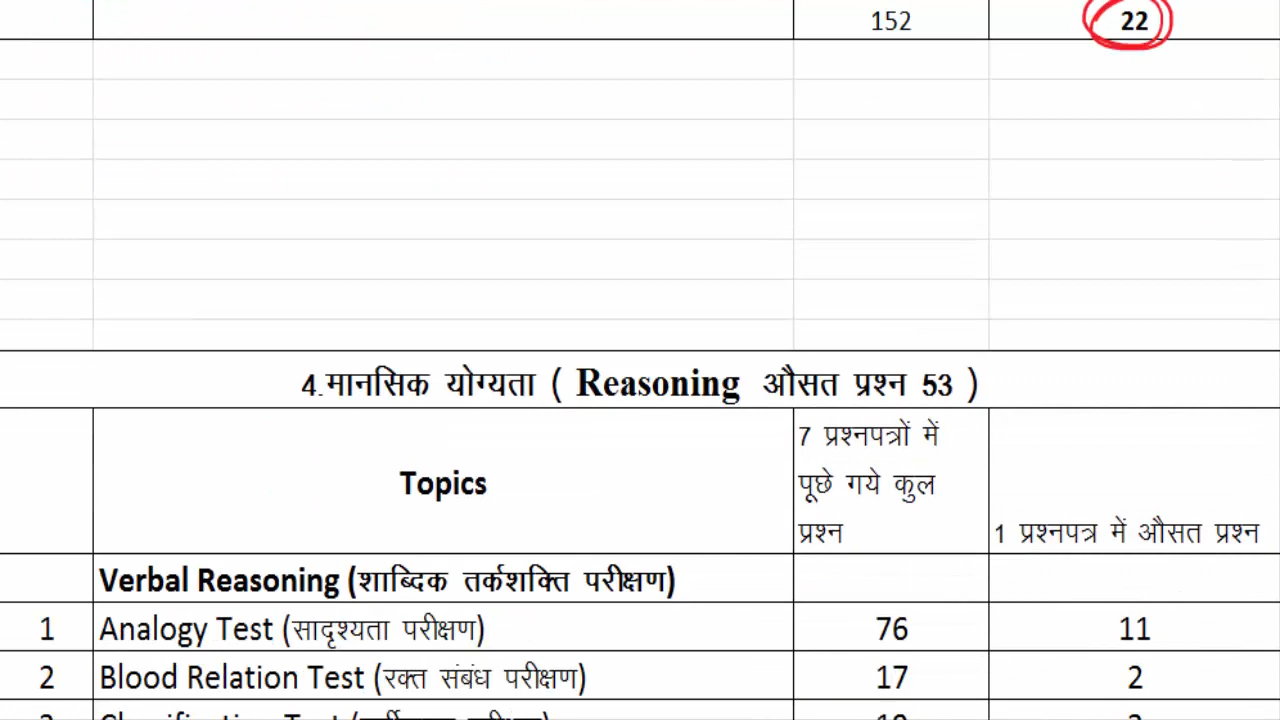 152 22
4.मानसिक योग्यता ( Reasoning औसत प्रश्न 53 )
Topics
7 प्रश्नपत्रों में
पूछे गये कुल
प्रश्न
1 प्रश्नपत्र में औसत प्रश्न
Verbal Reasoning (शाब्दिक तर्कशक्ति परीक्षण)
1 Analogy Test (सादृश्यता परीक्षण) 76 11
2 Blood Relation Test (रक्त संबंध परीक्षण) 17 2